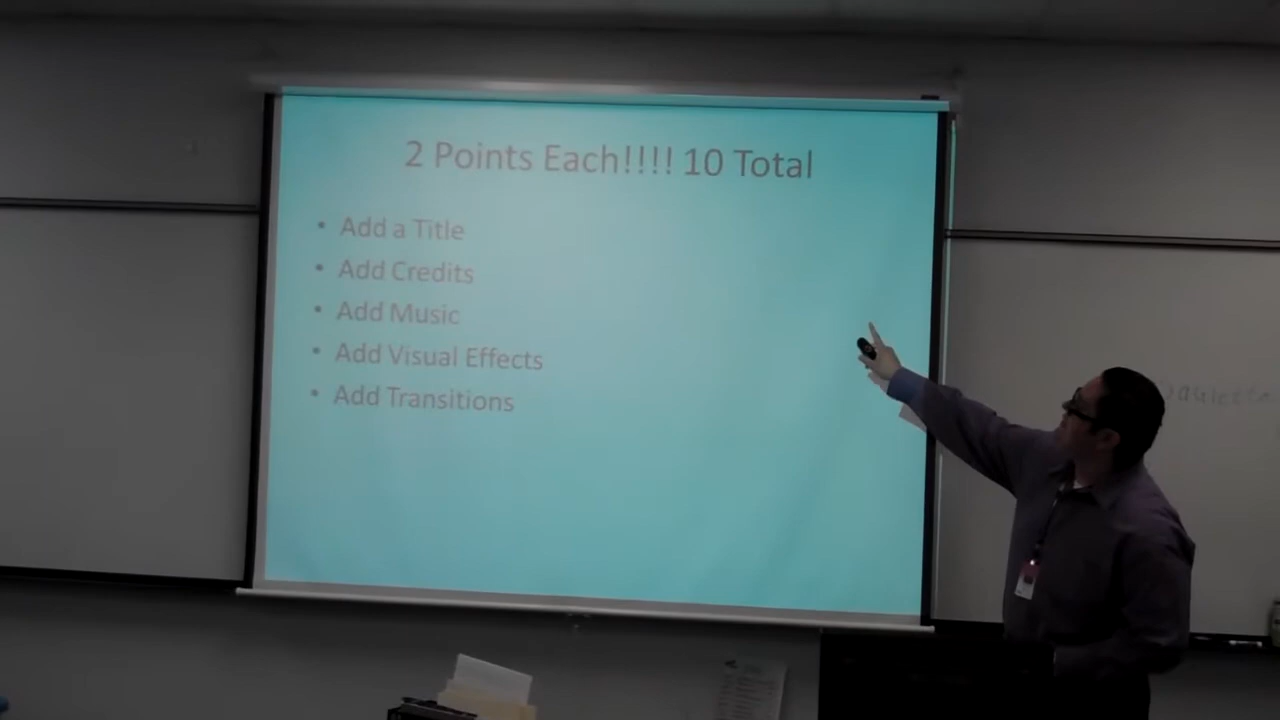 2 Points Each!!!! 10 Total
• Add a Title
• Add Credits
• Add Music
• Add Visual Effects
• Add Transitions